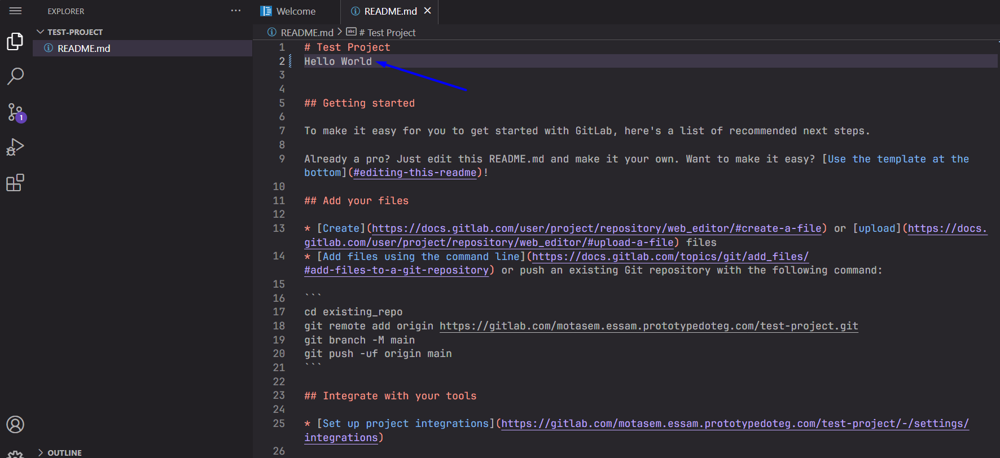 EXPLORER
···
Welcome
README.md
TEST-PROJECT
README.md > # Test Project
README.md
1
OUTLINE
1 # Test Project
2 Hello World
3
4
5 ## Getting started
6
7 To make it easy for you to get started with GitLab, here's a list of recommended next steps.
8
9 Already a pro? Just edit this README.md and make it your own. Want to make it easy? [Use the template at the
bottom](#editing-this-readme)!
10
11 ## Add your files
12
13 * [Create](https://docs.gitlab.com/user/project/repository/web_editor/#create-a-file) or [upload](https://docs.
gitlab.com/user/project/repository/web_editor/#upload-a-file) files
14 * [Add files using the command line](https://docs.gitlab.com/topics/git/add_files/
#add-files-to-a-git-repository) or push an existing Git repository with the following command:
15
16 ```
17 cd existing_repo
18 git remote add origin https://gitlab.com/motasem.essam.prototypedoteg.com/test-project.git
19 git branch -M main
20 git push -uf origin main
21 ```
22
23 ## Integrate with your tools
24
25 * [Set up project integrations](https://gitlab.com/motasem.essam.prototypedoteg.com/test-project/-/settings/
integrations)
26